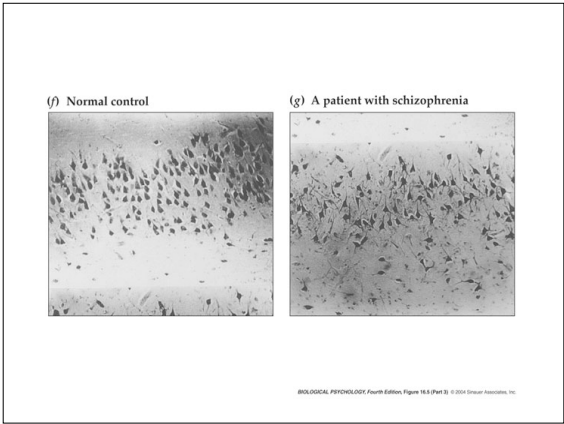 (f) Normal control
(g) A patient with schizophrenia
BIOLOGICAL PSYCHOLOGY, Fourth Edition, Figure 16.5 (Part 3) © 2004 Sinauer Associates, Inc.